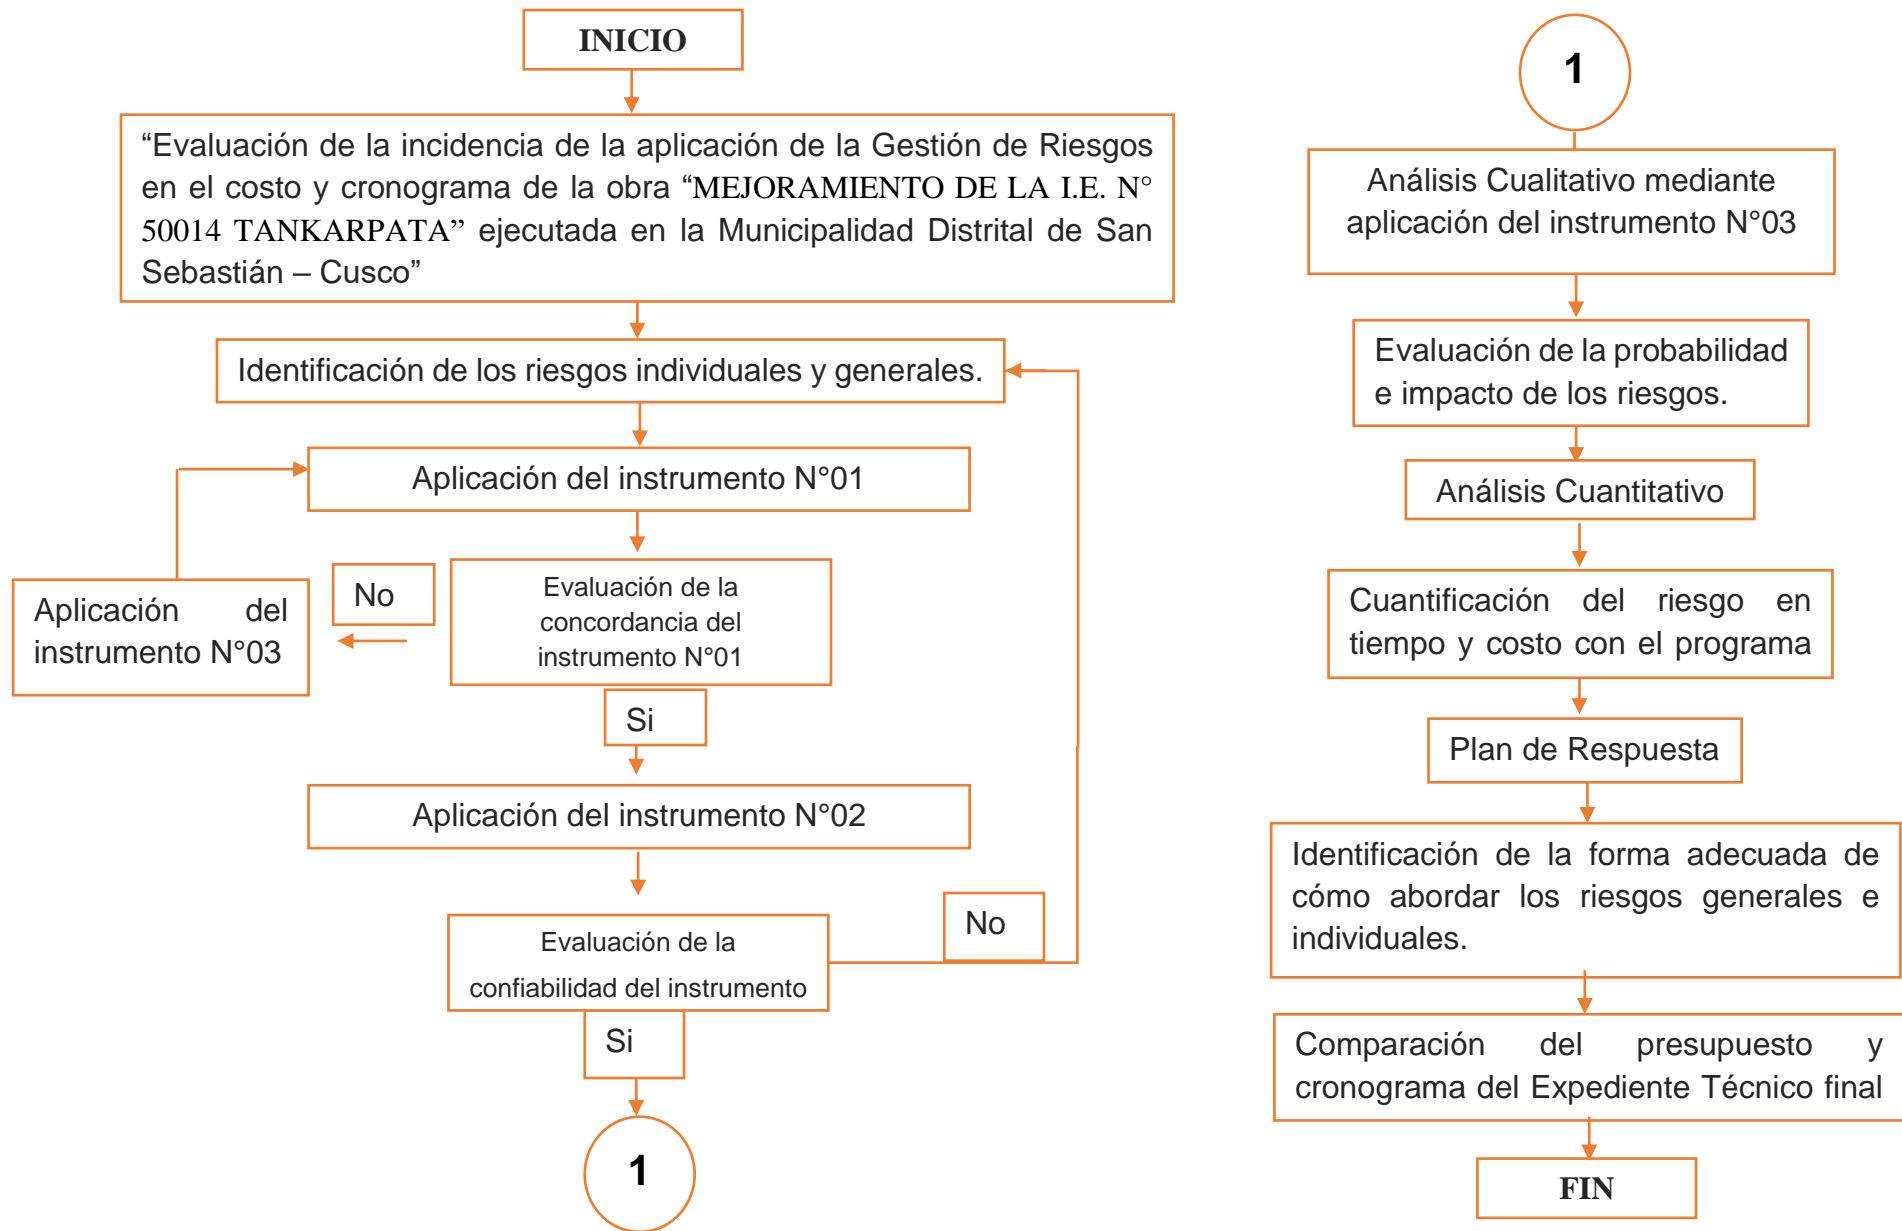 INICIO
“Evaluación de la incidencia de la aplicación de la Gestión de Riesgos
en el costo y cronograma de la obra “MEJORAMIENTO DE LA I.E. N°
50014 TANKARPATA” ejecutada en la Municipalidad Distrital de San
Sebastián – Cusco”
Identificación de los riesgos individuales y generales.
Aplicación del instrumento N°01
Evaluación de la
concordancia del
instrumento N°01
No
Aplicación del
instrumento N°03
Si
Aplicación del instrumento N°02
Evaluación de la
confiabilidad del instrumento
No
Si
1
1
Análisis Cualitativo mediante
aplicación del instrumento N°03
Evaluación de la probabilidad
e impacto de los riesgos.
Análisis Cuantitativo
Cuantificación del riesgo en
tiempo y costo con el programa
Plan de Respuesta
Identificación de la forma adecuada de
cómo abordar los riesgos generales e
individuales.
Comparación del presupuesto y
cronograma del Expediente Técnico final
FIN